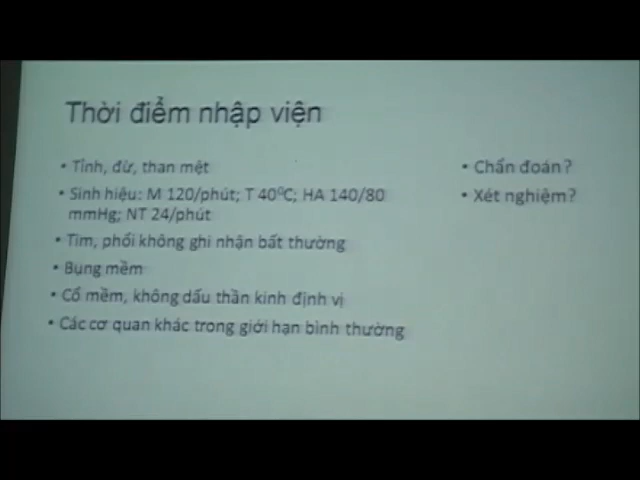 Thời điểm nhập viện
• Tỉnh, đừ, than mệt
• Sinh hiệu: M 120/phút; T 40⁰C; HA 140/80
mmHg; NT 24/phút
• Tim, phổi không ghi nhận bất thường
• Bụng mềm
• Cổ mềm, không dấu thần kinh định vị
• Các cơ quan khác trong giới hạn bình thường
• Chẩn đoán?
• Xét nghiệm?